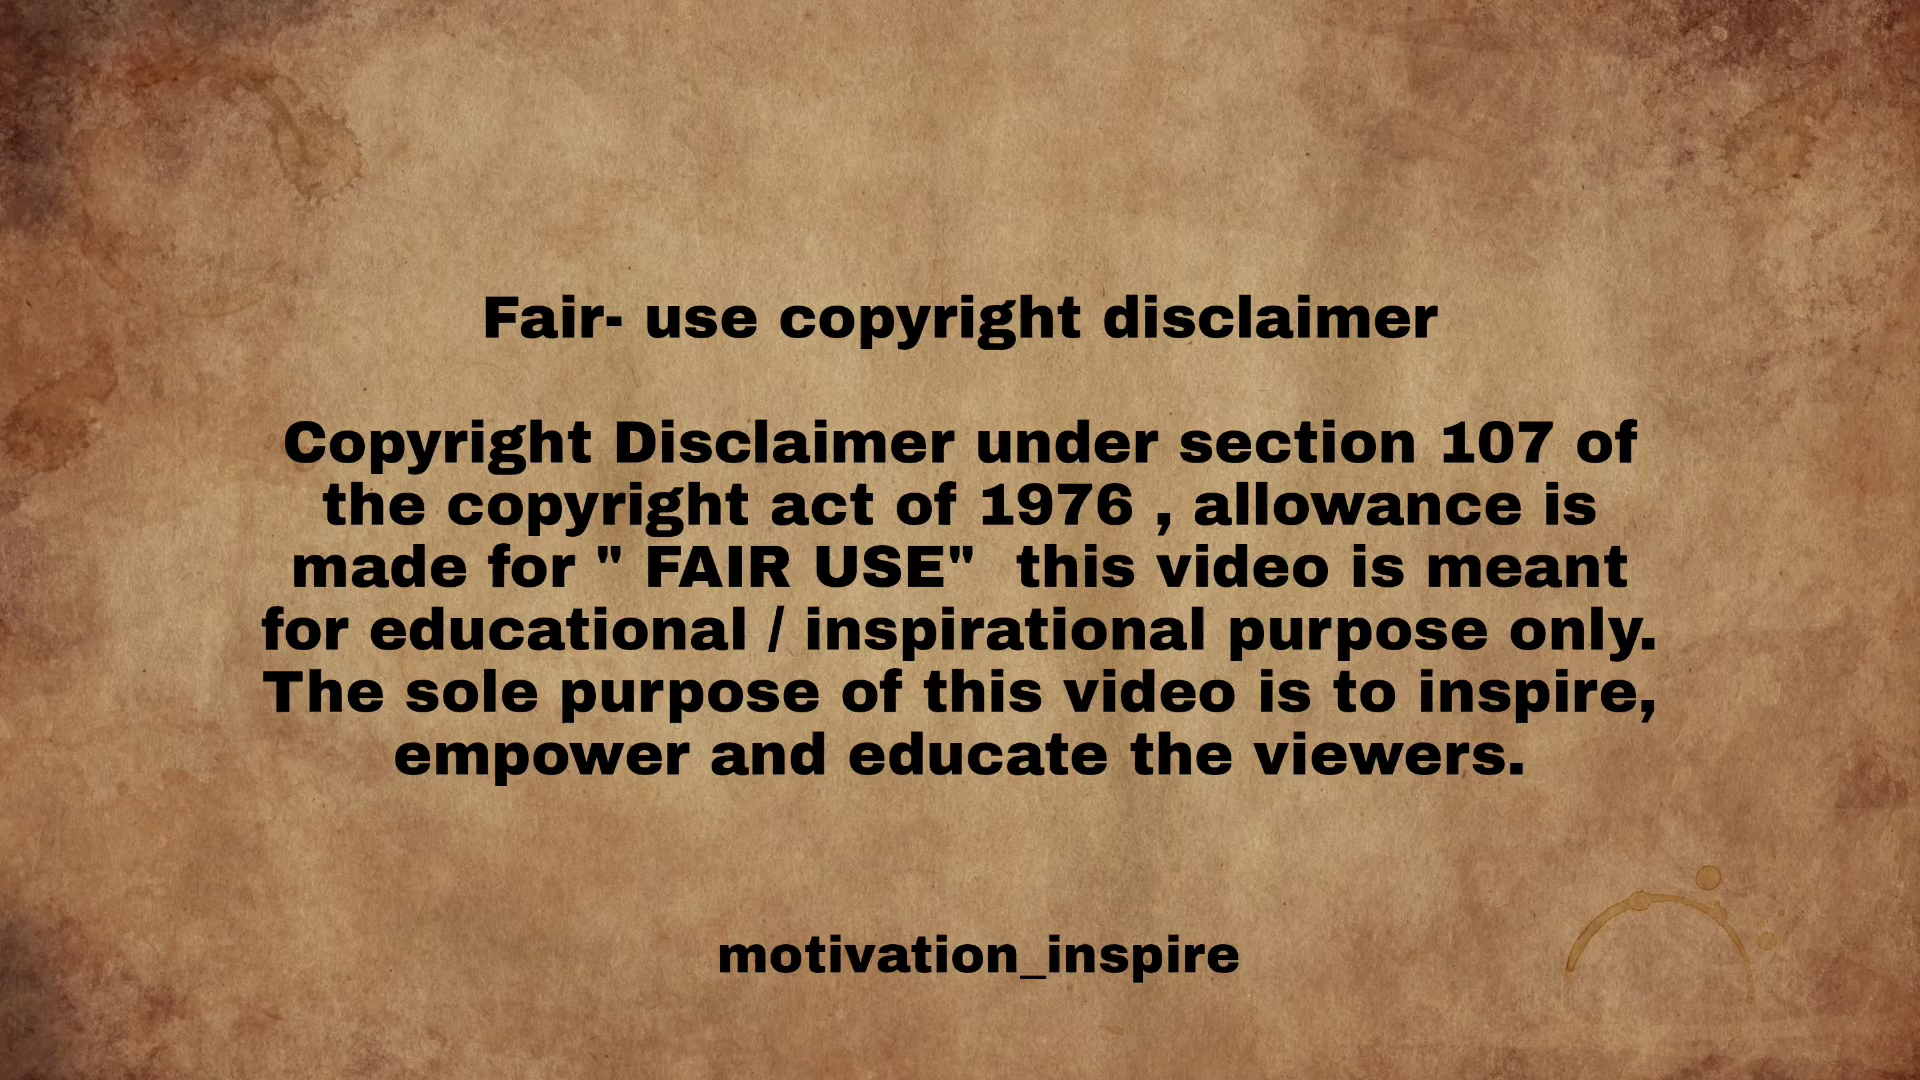 Fair- use copyright disclaimer
Copyright Disclaimer under section 107 of
the copyright act of 1976 , allowance is
made for " FAIR USE"  this video is meant
for educational / inspirational purpose only.
The sole purpose of this video is to inspire,
empower and educate the viewers.
motivation_inspire